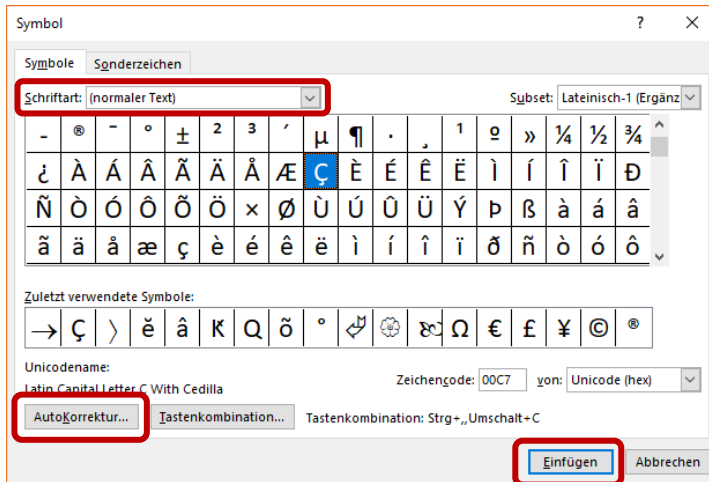 Symbol ? ×
Symbole Sonderzeichen
Schriftart: (normaler Text) Subset: Lateinisch-1 (Ergänz
- ® ¯ ° ± ² ³ ´ µ ¶ · ¸ ¹ º » ¼ ½ ¾
¿ À Á Â Ã Ä Å Æ Ç È É Ê Ë Ì Í Î Ï Ð
Ñ Ò Ó Ô Õ Ö × Ø Ù Ú Û Ü Ý Þ ß à á â
ã ä å æ ç è é ê ë ì í î ï ð ñ ò ó ô
Zuletzt verwendete Symbole:
→ Ç 〉 ĕ â Q õ ° Ω € £ ¥ © ®
Unicodename:
Latin Capital Letter C With Cedilla
Zeichencode: 00C7 von: Unicode (hex)
AutoKorrektur... Tastenkombination... Tastenkombination: Strg+,,Umschalt+C
Einfügen Abbrechen